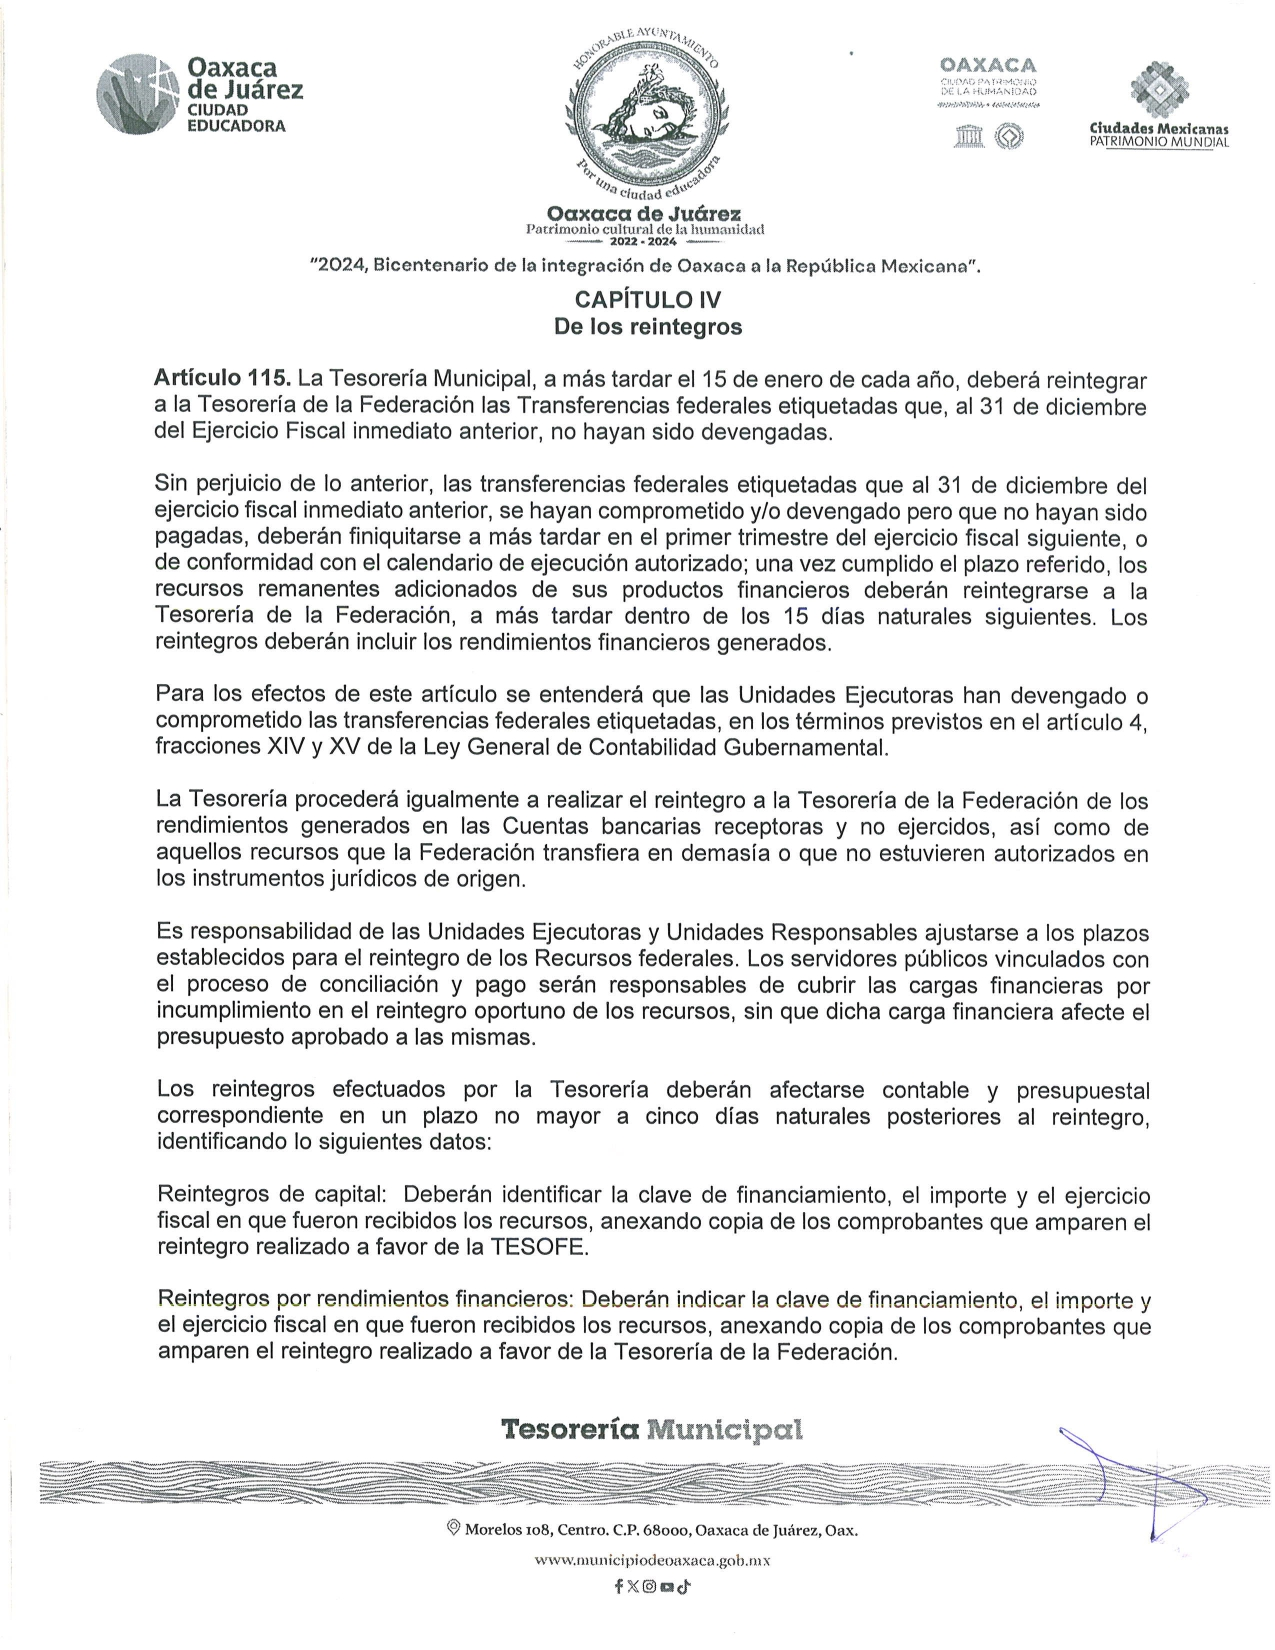 Oaxaca
de Juárez
CIUDAD
EDUCADORA
HONORABLE AYUNTAMIENTO
Por una ciudad educadora
Oaxaca de Juárez
Patrimonio cultural de la humanidad
2022 - 2024
OAXACA
CIUDAD PATRIMONIO
DE LA HUMANIDAD
Ciudades Mexicanas
PATRIMONIO MUNDIAL
"2024, Bicentenario de la integración de Oaxaca a la República Mexicana".
CAPÍTULO IV
De los reintegros
Artículo 115. La Tesorería Municipal, a más tardar el 15 de enero de cada año, deberá reintegrar
a la Tesorería de la Federación las Transferencias federales etiquetadas que, al 31 de diciembre
del Ejercicio Fiscal inmediato anterior, no hayan sido devengadas.
Sin perjuicio de lo anterior, las transferencias federales etiquetadas que al 31 de diciembre del
ejercicio fiscal inmediato anterior, se hayan comprometido y/o devengado pero que no hayan sido
pagadas, deberán finiquitarse a más tardar en el primer trimestre del ejercicio fiscal siguiente, o
de conformidad con el calendario de ejecución autorizado; una vez cumplido el plazo referido, los
recursos remanentes adicionados de sus productos financieros deberán reintegrarse a la
Tesorería de la Federación, a más tardar dentro de los 15 días naturales siguientes. Los
reintegros deberán incluir los rendimientos financieros generados.
Para los efectos de este artículo se entenderá que las Unidades Ejecutoras han devengado o
comprometido las transferencias federales etiquetadas, en los términos previstos en el artículo 4,
fracciones XIV y XV de la Ley General de Contabilidad Gubernamental.
La Tesorería procederá igualmente a realizar el reintegro a la Tesorería de la Federación de los
rendimientos generados en las Cuentas bancarias receptoras y no ejercidos, así como de
aquellos recursos que la Federación transfiera en demasía o que no estuvieren autorizados en
los instrumentos jurídicos de origen.
Es responsabilidad de las Unidades Ejecutoras y Unidades Responsables ajustarse a los plazos
establecidos para el reintegro de los Recursos federales. Los servidores públicos vinculados con
el proceso de conciliación y pago serán responsables de cubrir las cargas financieras por
incumplimiento en el reintegro oportuno de los recursos, sin que dicha carga financiera afecte el
presupuesto aprobado a las mismas.
Los reintegros efectuados por la Tesorería deberán afectarse contable y presupuestal
correspondiente en un plazo no mayor a cinco días naturales posteriores al reintegro,
identificando lo siguientes datos:
Reintegros de capital: Deberán identificar la clave de financiamiento, el importe y el ejercicio
fiscal en que fueron recibidos los recursos, anexando copia de los comprobantes que amparen el
reintegro realizado a favor de la TESOFE.
Reintegros por rendimientos financieros: Deberán indicar la clave de financiamiento, el importe y
el ejercicio fiscal en que fueron recibidos los recursos, anexando copia de los comprobantes que
amparen el reintegro realizado a favor de la Tesorería de la Federación.
Tesorería Municipal
Morelos 108, Centro. C.P. 68000, Oaxaca de Juárez, Oax.
www.municipiodeoaxaca.gob.mx